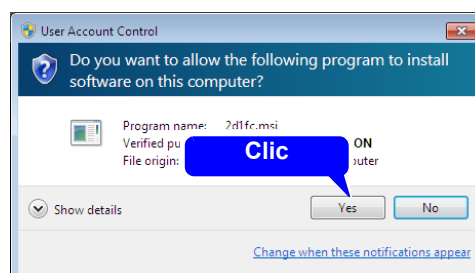 User Account Control
Do you want to allow the following program to install
software on this computer?
Program name: 2d1fc.msi
Verified pu ON
File origin: puter
Clic
Show details
Yes No
Change when these notifications appear